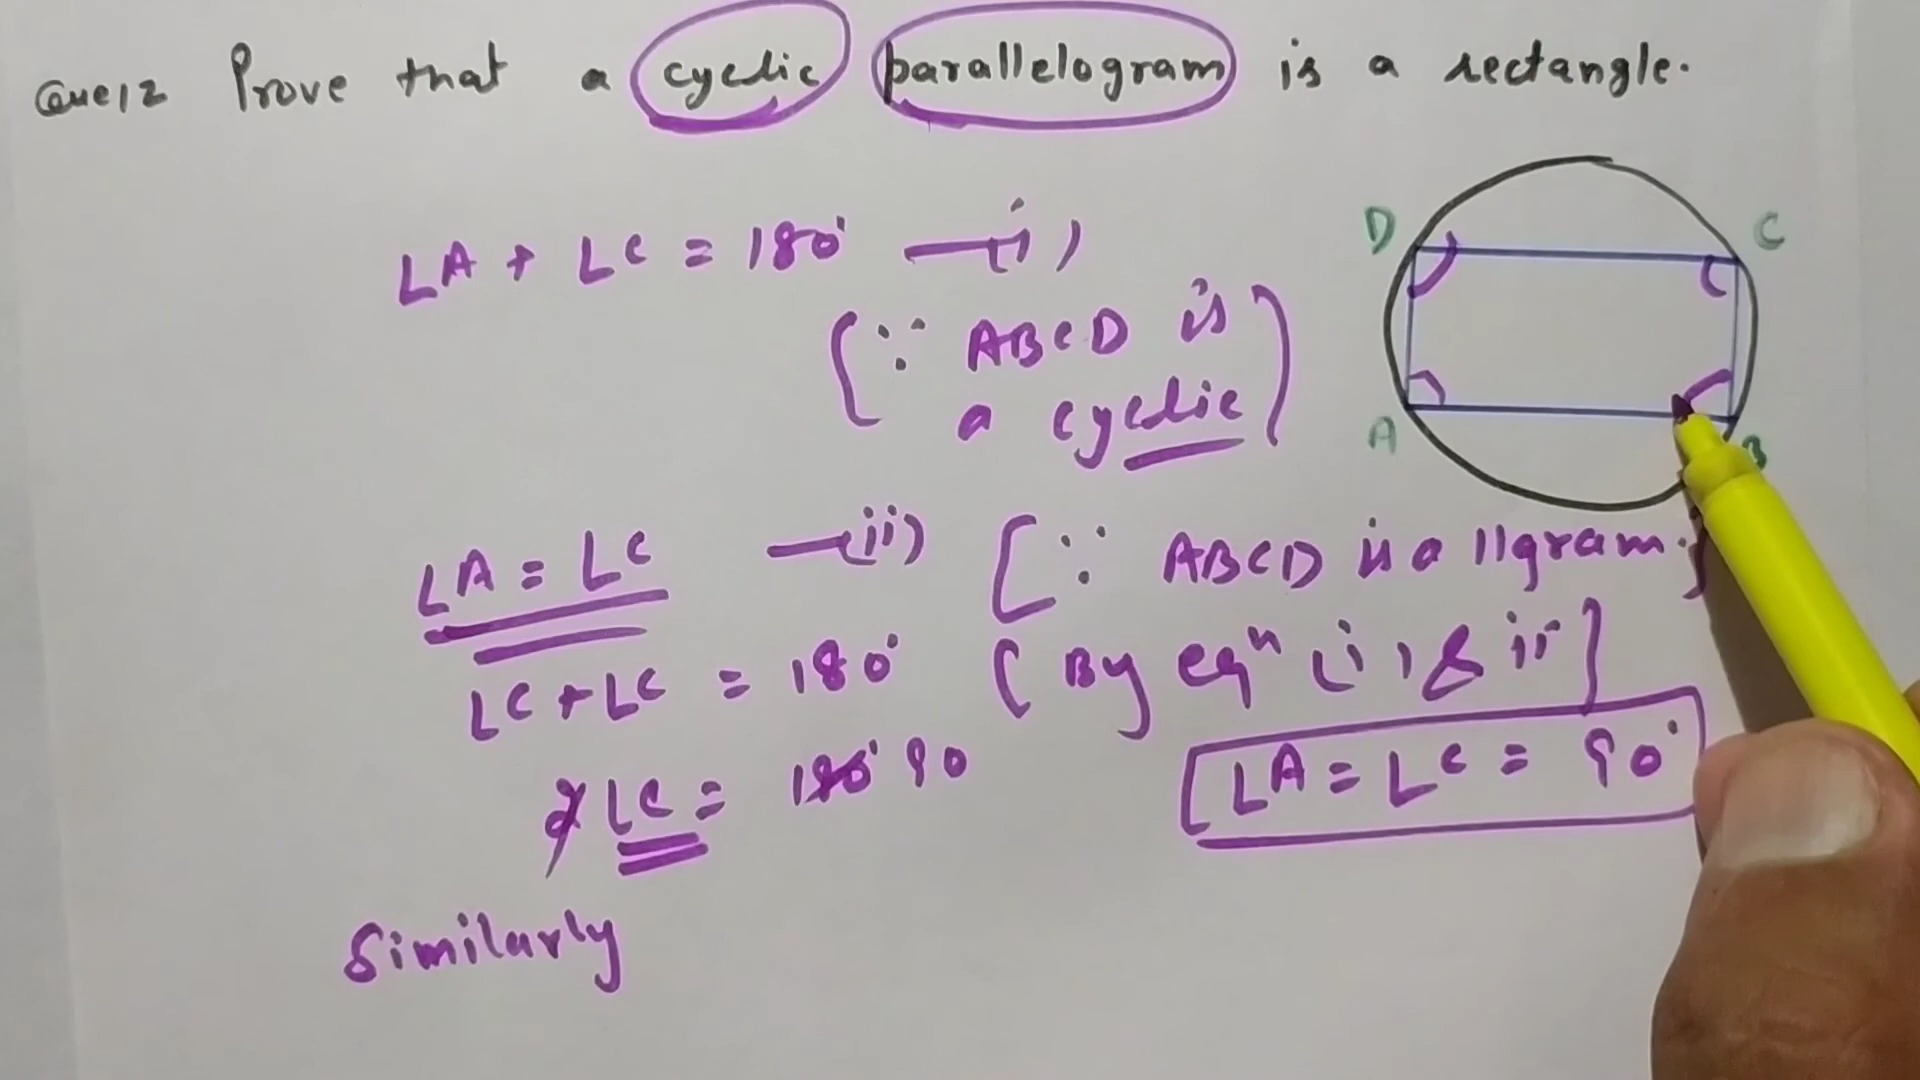 Que12 Prove that a cyclic parallelogram is a rectangle.
D C
A B
∠A + ∠C = 180° —(i)
(∵ ABCD is
a cyclic)
∠A = ∠C —(ii) [∵ ABCD is a ||gram.]
∠C + ∠C = 180° [By eqⁿ (i) & ii]
2∠C = 180° 90
∠A = ∠C = 90°
Similarly